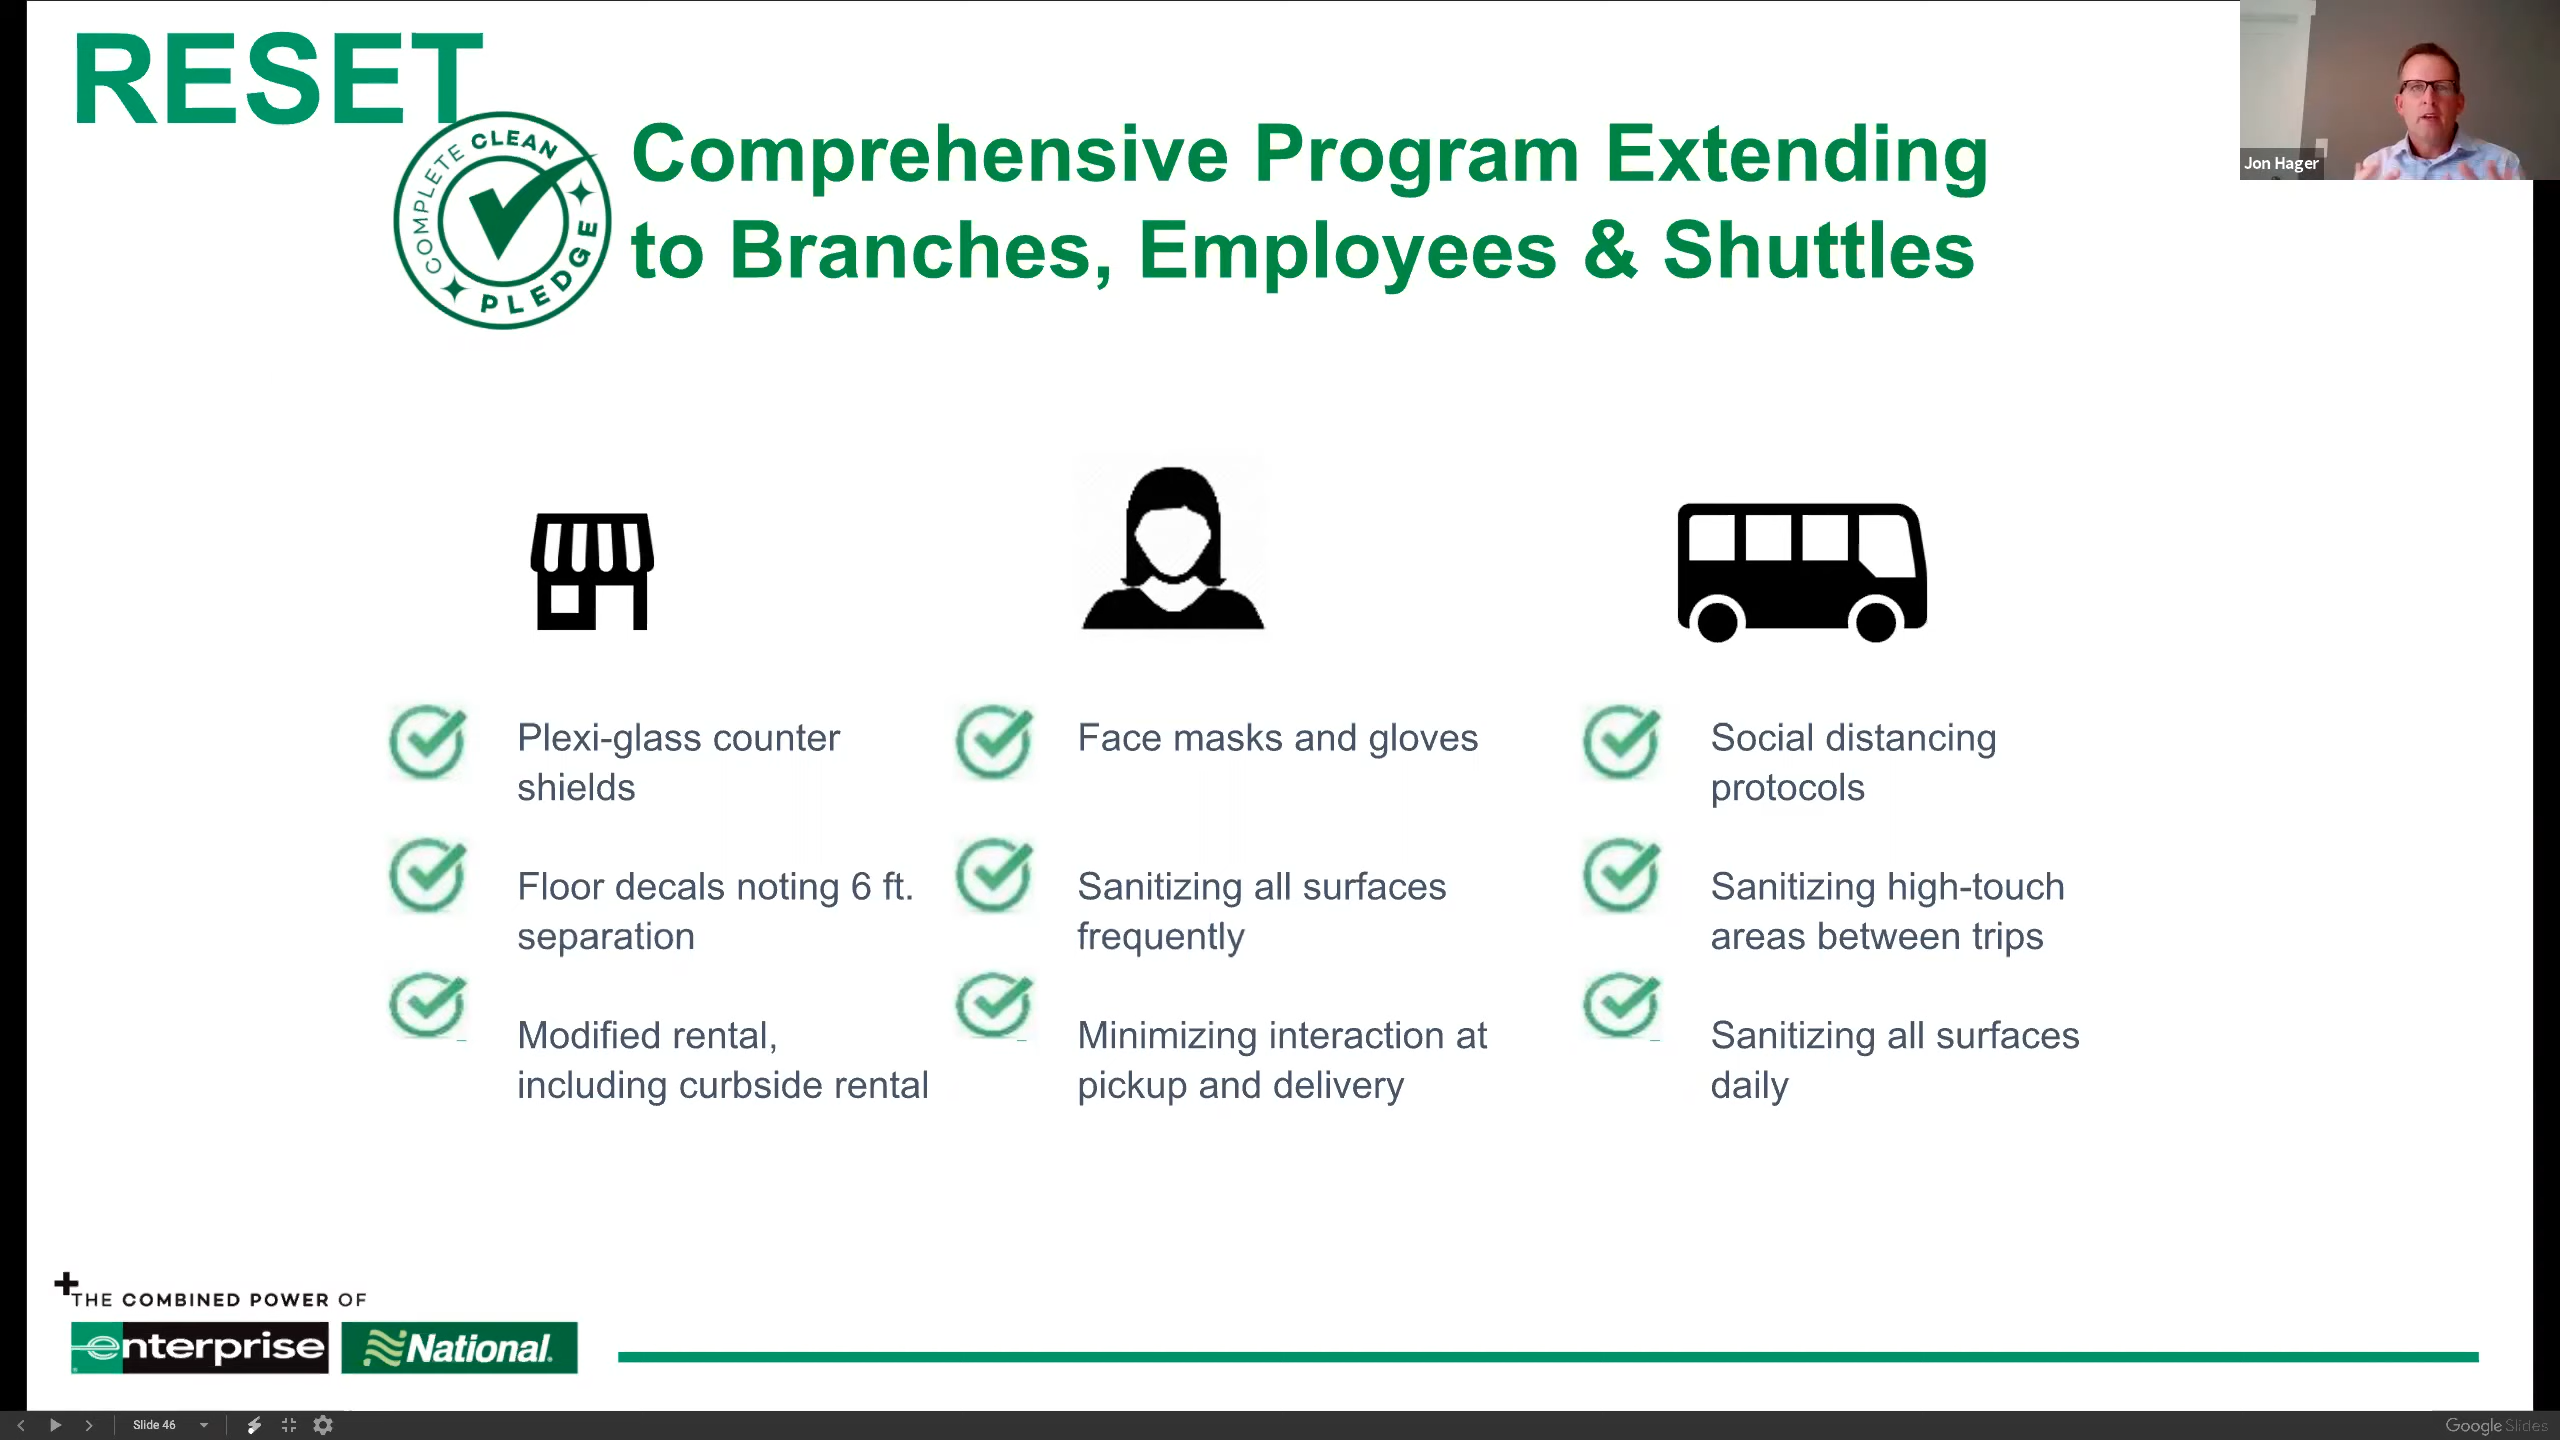 RESET
COMPLETE CLEAN
PLEDGE
Comprehensive Program Extending
to Branches, Employees & Shuttles
Jon Hager
Plexi-glass counter
shields
Floor decals noting 6 ft.
separation
Modified rental,
including curbside rental
Face masks and gloves
Sanitizing all surfaces
frequently
Minimizing interaction at
pickup and delivery
Social distancing
protocols
Sanitizing high-touch
areas between trips
Sanitizing all surfaces
daily
THE COMBINED POWER OF
enterprise
National.
Slide 46
Google Slides